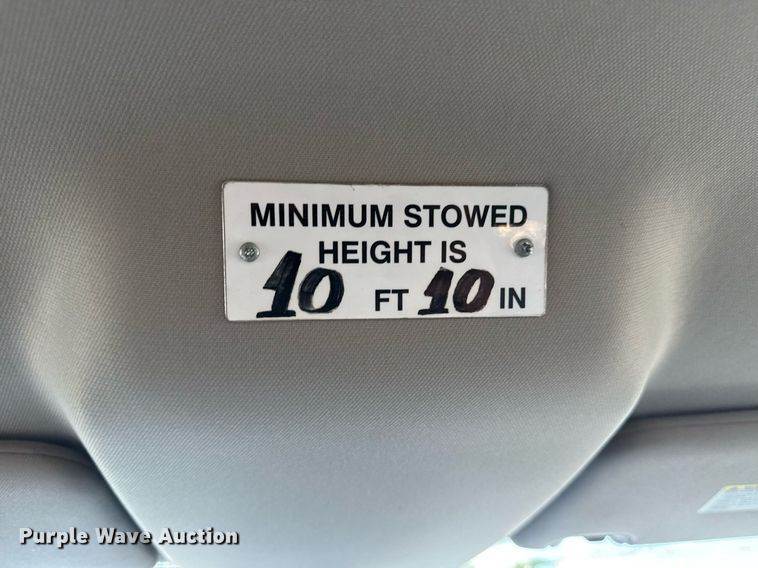 MINIMUM STOWED
HEIGHT IS
10 FT 10 IN
Purple Wave Auction